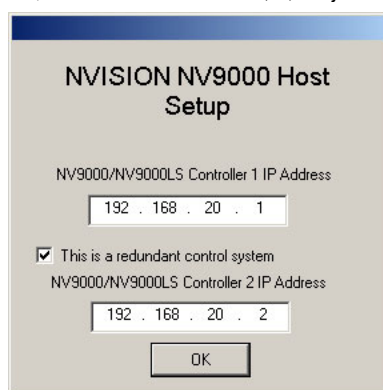 NVISION NV9000 Host
Setup
NV9000/NV9000LS Controller 1 IP Address
192 . 168 . 20 . 1
This is a redundant control system
NV9000/NV9000LS Controller 2 IP Address
192 . 168 . 20 . 2
OK